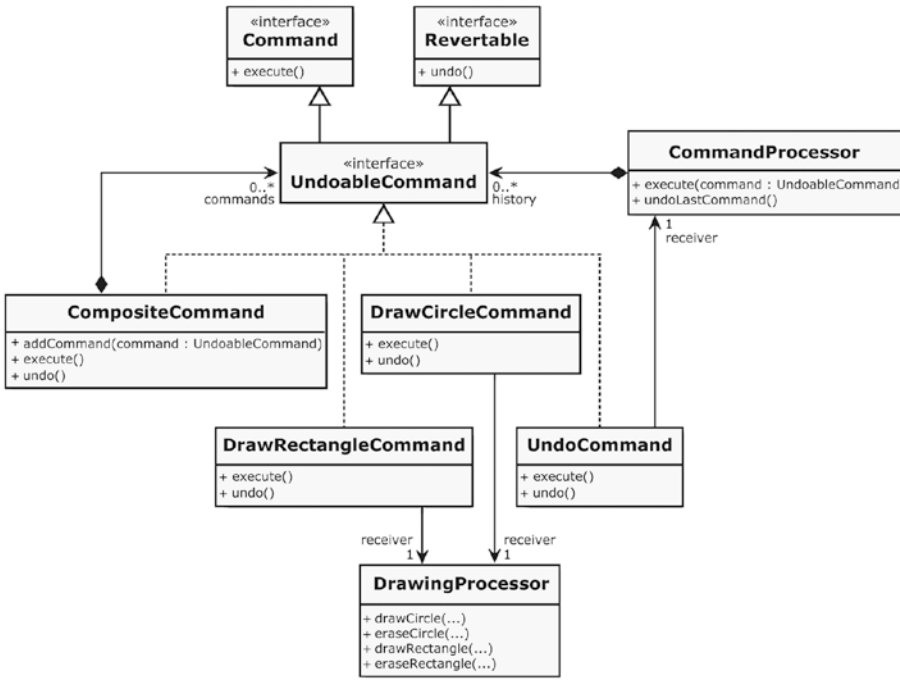 «interface»
Command
+ execute()
«interface»
Revertable
+ undo()
«interface»
UndoableCommand
0..*
commands
0..*
history
CommandProcessor
+ execute(command : UndoableCommand
+ undoLastCommand()
1
receiver
CompositeCommand
+ addCommand(command : UndoableCommand)
+ execute()
+ undo()
DrawCircleCommand
+ execute()
+ undo()
DrawRectangleCommand
+ execute()
+ undo()
UndoCommand
+ execute()
+ undo()
receiver
1
receiver
1
DrawingProcessor
+ drawCircle(...)
+ eraseCircle(...)
+ drawRectangle(...)
+ eraseRectangle(...)